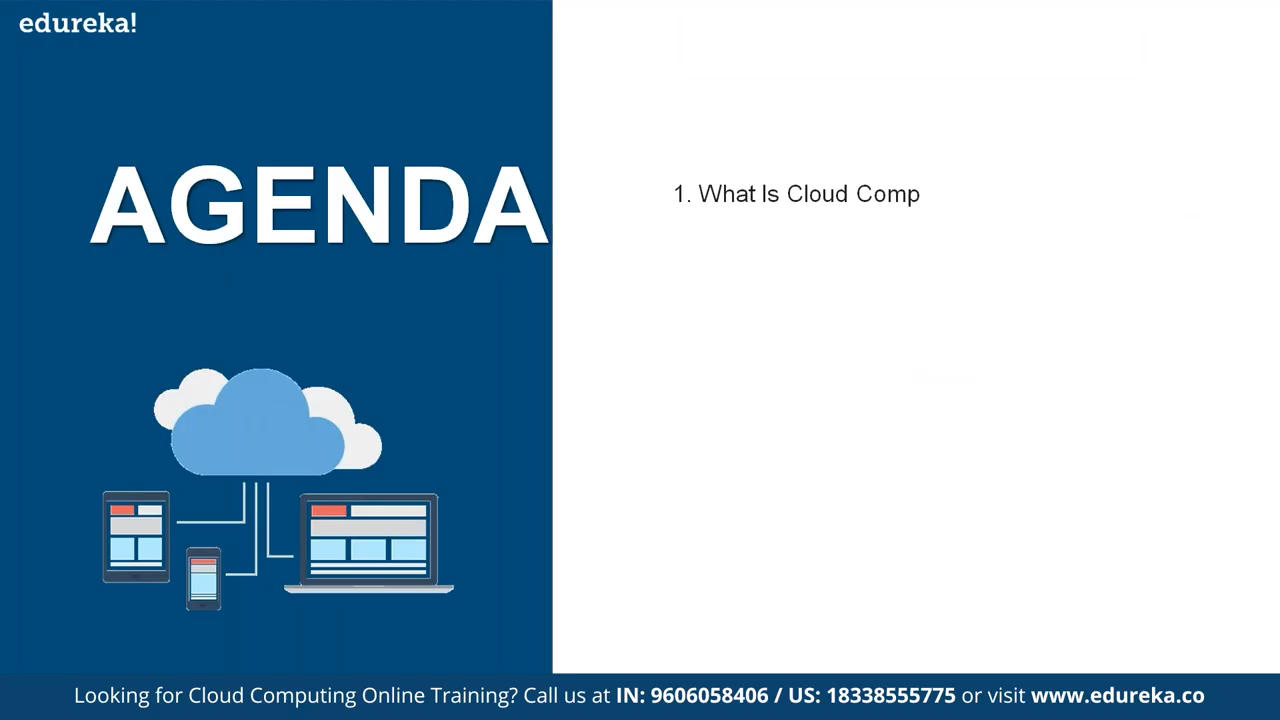 edureka!
AGENDA
1. What Is Cloud Comp
Looking for Cloud Computing Online Training? Call us at IN: 9606058406 / US: 18338555775 or visit www.edureka.co